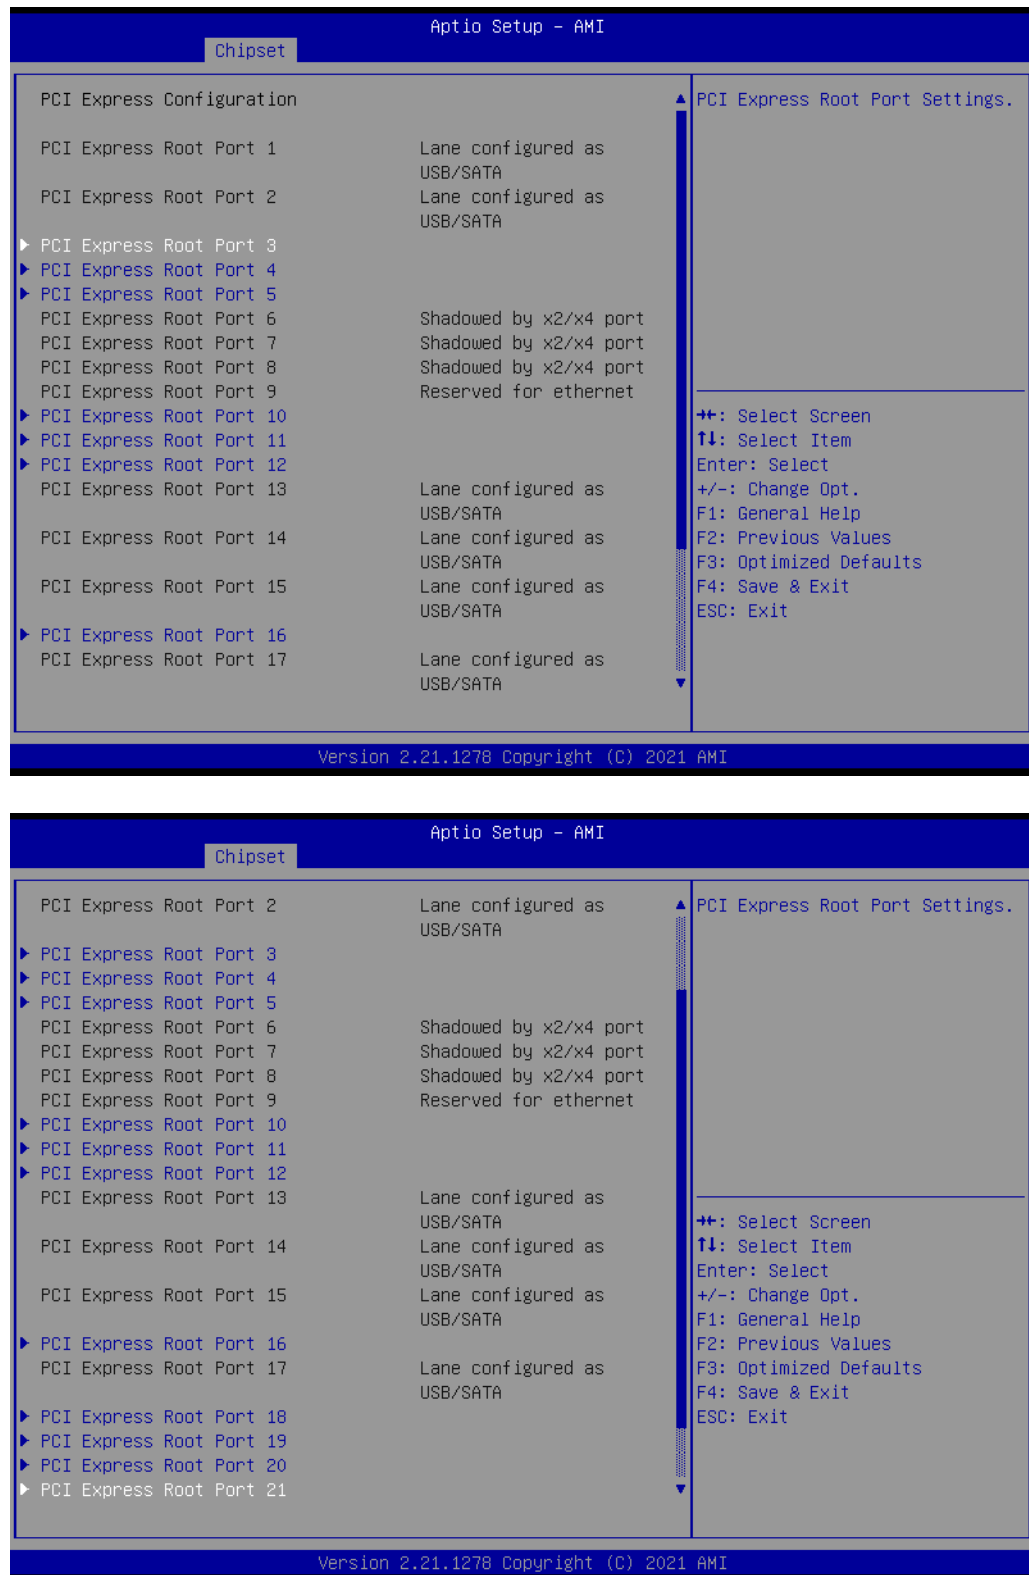 Aptio Setup – AMI
Chipset
PCI Express Configuration
PCI Express Root Port Settings.
PCI Express Root Port 1 Lane configured as
USB/SATA
PCI Express Root Port 2 Lane configured as
USB/SATA
PCI Express Root Port 3
PCI Express Root Port 4
PCI Express Root Port 5
PCI Express Root Port 6 Shadowed by x2/x4 port
PCI Express Root Port 7 Shadowed by x2/x4 port
PCI Express Root Port 8 Shadowed by x2/x4 port
PCI Express Root Port 9 Reserved for ethernet
PCI Express Root Port 10
PCI Express Root Port 11
PCI Express Root Port 12
PCI Express Root Port 13 Lane configured as
USB/SATA
PCI Express Root Port 14 Lane configured as
USB/SATA
PCI Express Root Port 15 Lane configured as
USB/SATA
PCI Express Root Port 16
PCI Express Root Port 17 Lane configured as
USB/SATA
→←: Select Screen
↑↓: Select Item
Enter: Select
+/-: Change Opt.
F1: General Help
F2: Previous Values
F3: Optimized Defaults
F4: Save & Exit
ESC: Exit
Version 2.21.1278 Copyright (C) 2021 AMI
Aptio Setup – AMI
Chipset
PCI Express Root Port 2 Lane configured as
USB/SATA
PCI Express Root Port Settings.
PCI Express Root Port 3
PCI Express Root Port 4
PCI Express Root Port 5
PCI Express Root Port 6 Shadowed by x2/x4 port
PCI Express Root Port 7 Shadowed by x2/x4 port
PCI Express Root Port 8 Shadowed by x2/x4 port
PCI Express Root Port 9 Reserved for ethernet
PCI Express Root Port 10
PCI Express Root Port 11
PCI Express Root Port 12
PCI Express Root Port 13 Lane configured as
USB/SATA
PCI Express Root Port 14 Lane configured as
USB/SATA
PCI Express Root Port 15 Lane configured as
USB/SATA
PCI Express Root Port 16
PCI Express Root Port 17 Lane configured as
USB/SATA
PCI Express Root Port 18
PCI Express Root Port 19
PCI Express Root Port 20
PCI Express Root Port 21
→←: Select Screen
↑↓: Select Item
Enter: Select
+/-: Change Opt.
F1: General Help
F2: Previous Values
F3: Optimized Defaults
F4: Save & Exit
ESC: Exit
Version 2.21.1278 Copyright (C) 2021 AMI